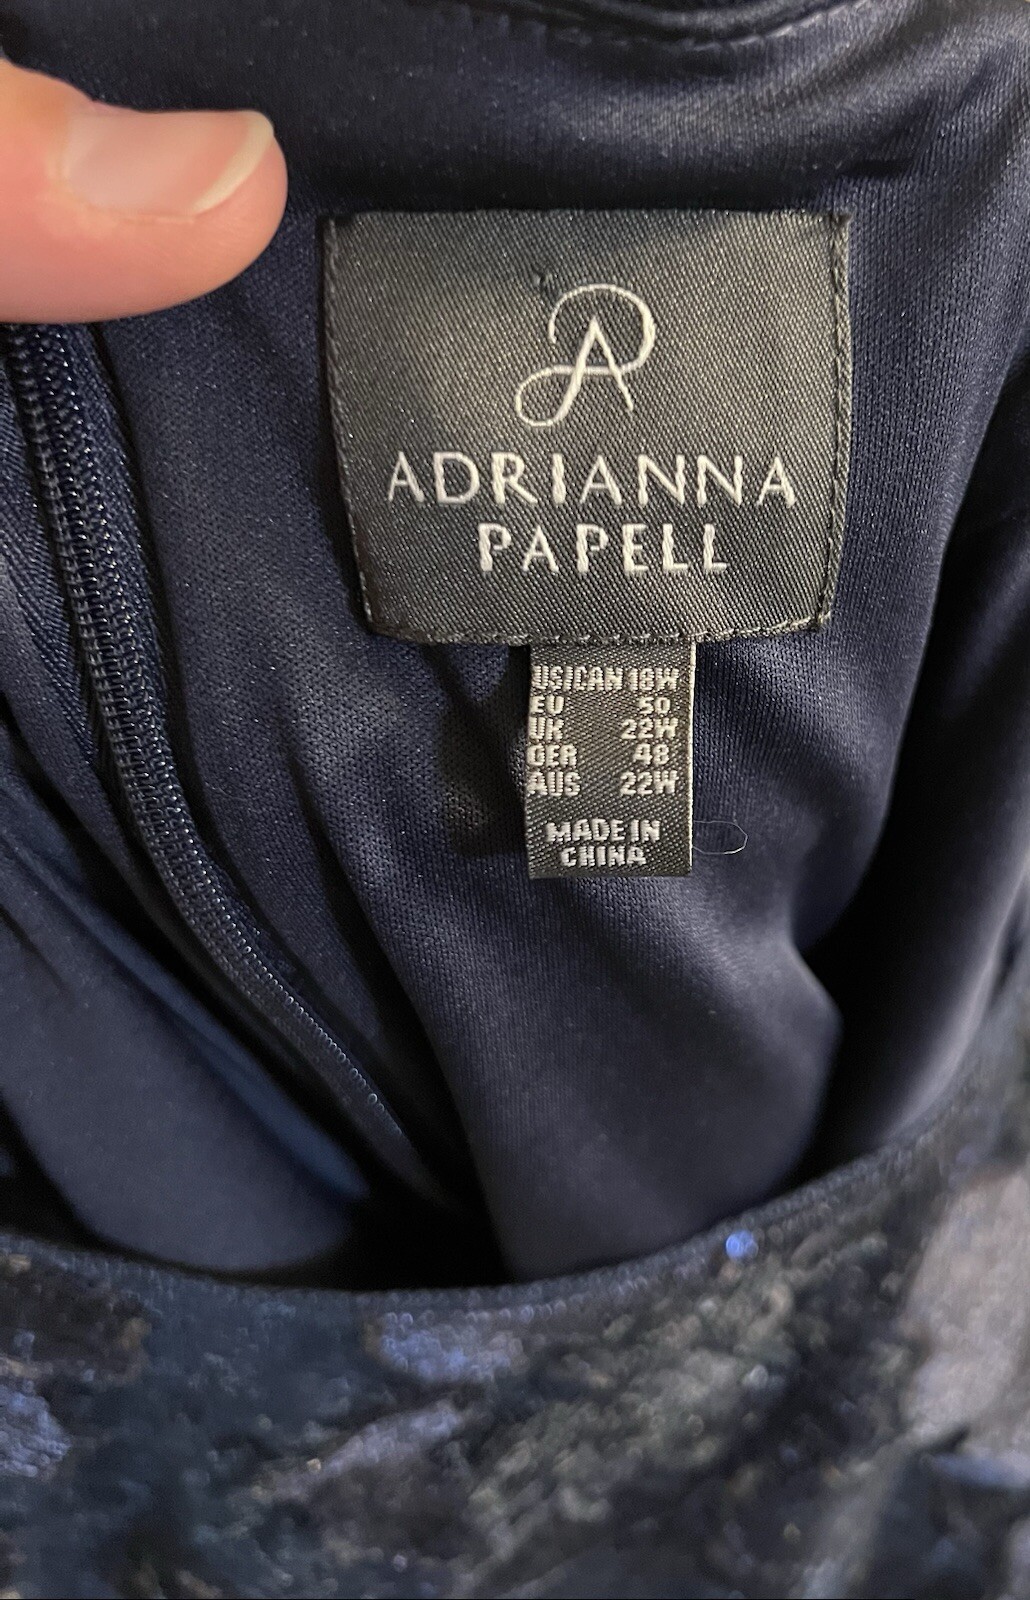 ADRIANNA
PAPELL
US/CAN 18W
EU 50
UK 22W
GER 48
AUS 22W
MADE IN
CHINA